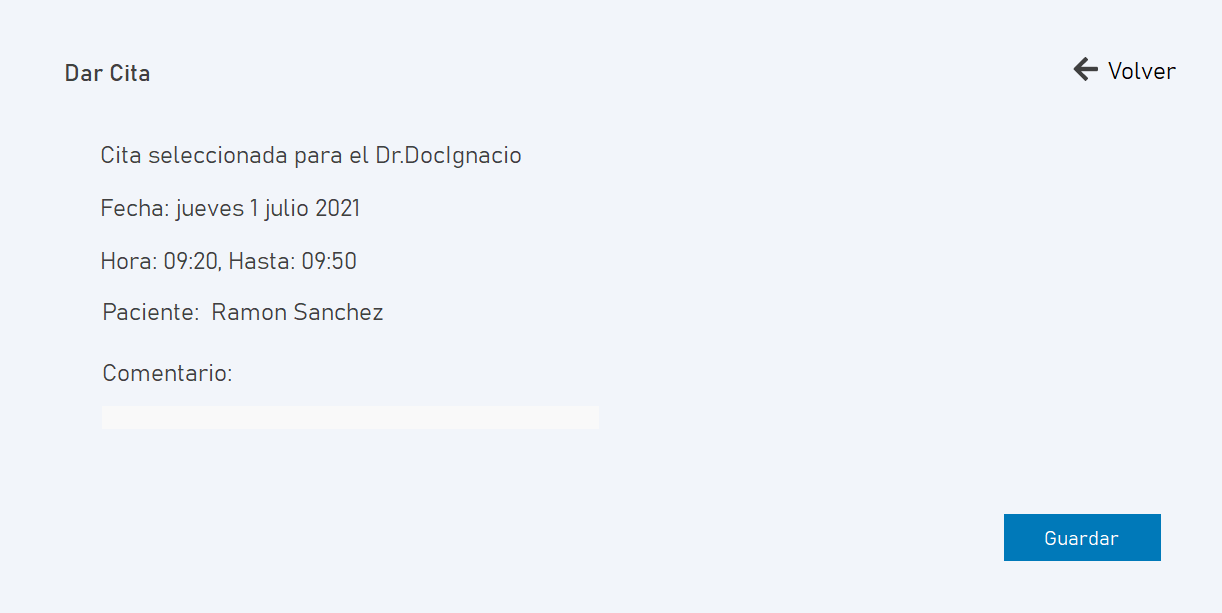 Dar Cita
Volver
Cita seleccionada para el Dr.DocIgnacio
Fecha: jueves 1 julio 2021
Hora: 09:20, Hasta: 09:50
Paciente: Ramon Sanchez
Comentario:
Guardar